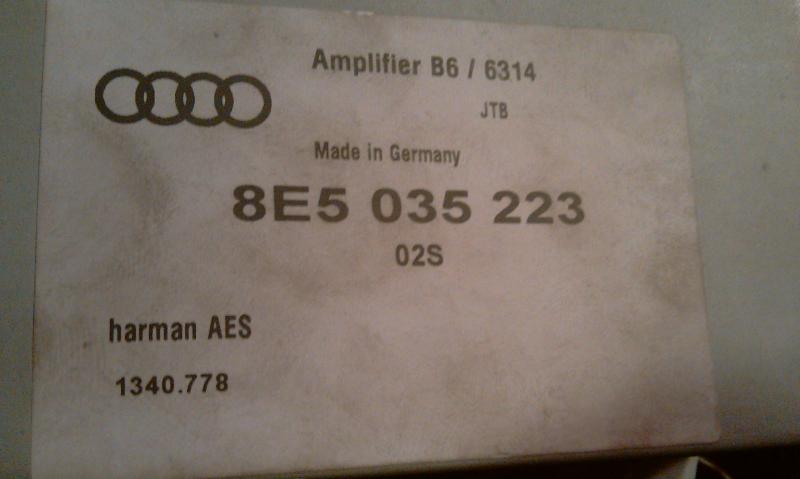 Amplifier B6 / 6314
JTB
Made in Germany
8E5 035 223
02S
harman AES
1340.778